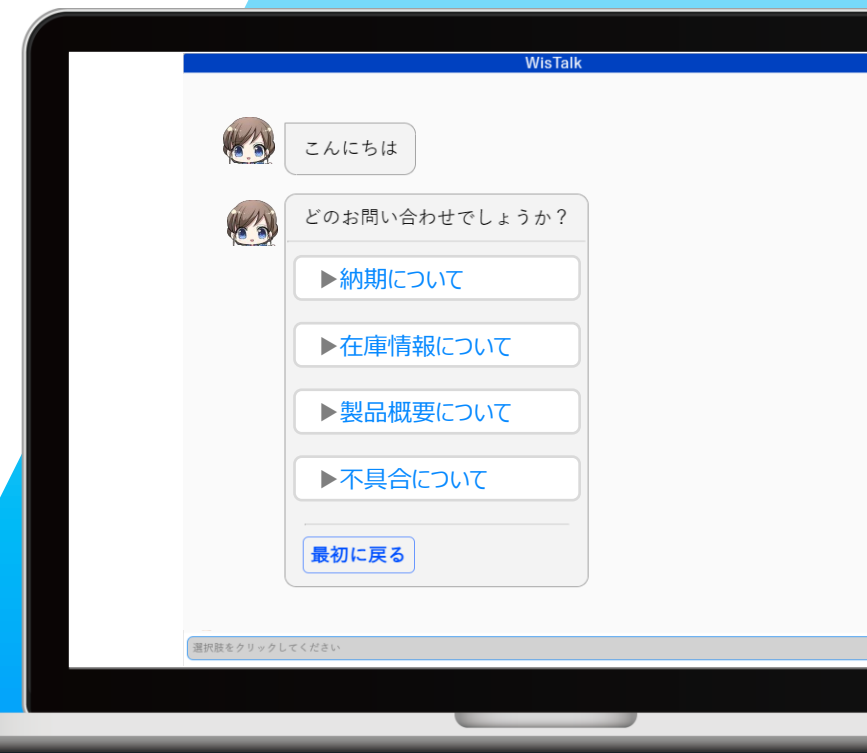 WisTalk
こんにちは
どのお問い合わせでしょうか？
▶納期について
▶在庫情報について
▶製品概要について
▶不具合について
最初に戻る
選択肢をクリックしてください